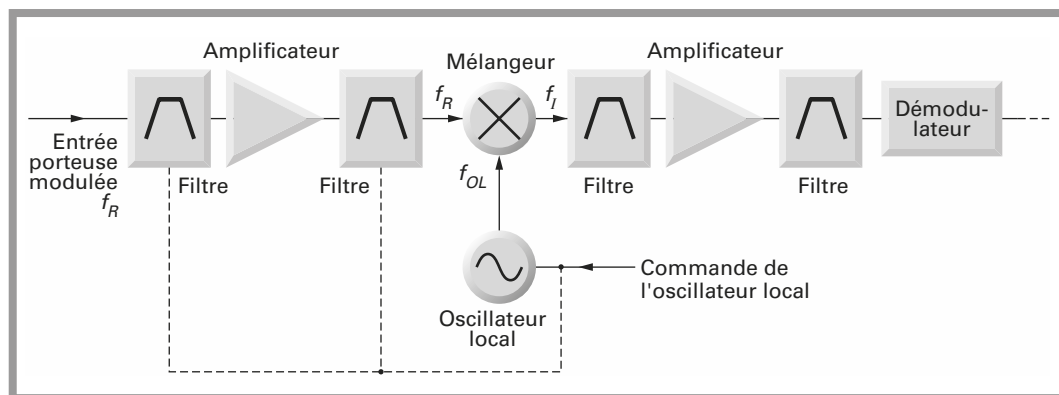 Amplificateur
Amplificateur
Mélangeur
f_R
f_I
Démodu-
lateur
Entrée
porteuse
modulée
f_R
Filtre
Filtre
f_OL
Filtre
Filtre
Commande de
l'oscillateur local
Oscillateur
local